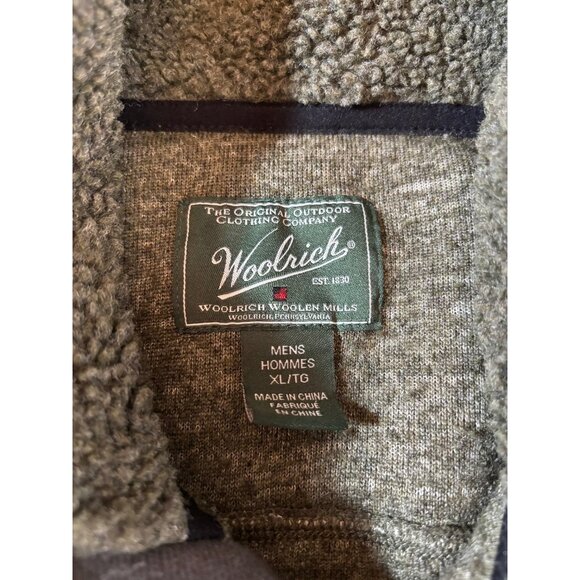 THE ORIGINAL OUTDOOR
CLOTHING COMPANY
Woolrich®
EST. 1830
WOOLRICH WOOLEN MILLS
WOOLRICH, PENNSYLVANIA
MENS
HOMMES
XL/TG
MADE IN CHINA
FABRIQUÉ
EN CHINE